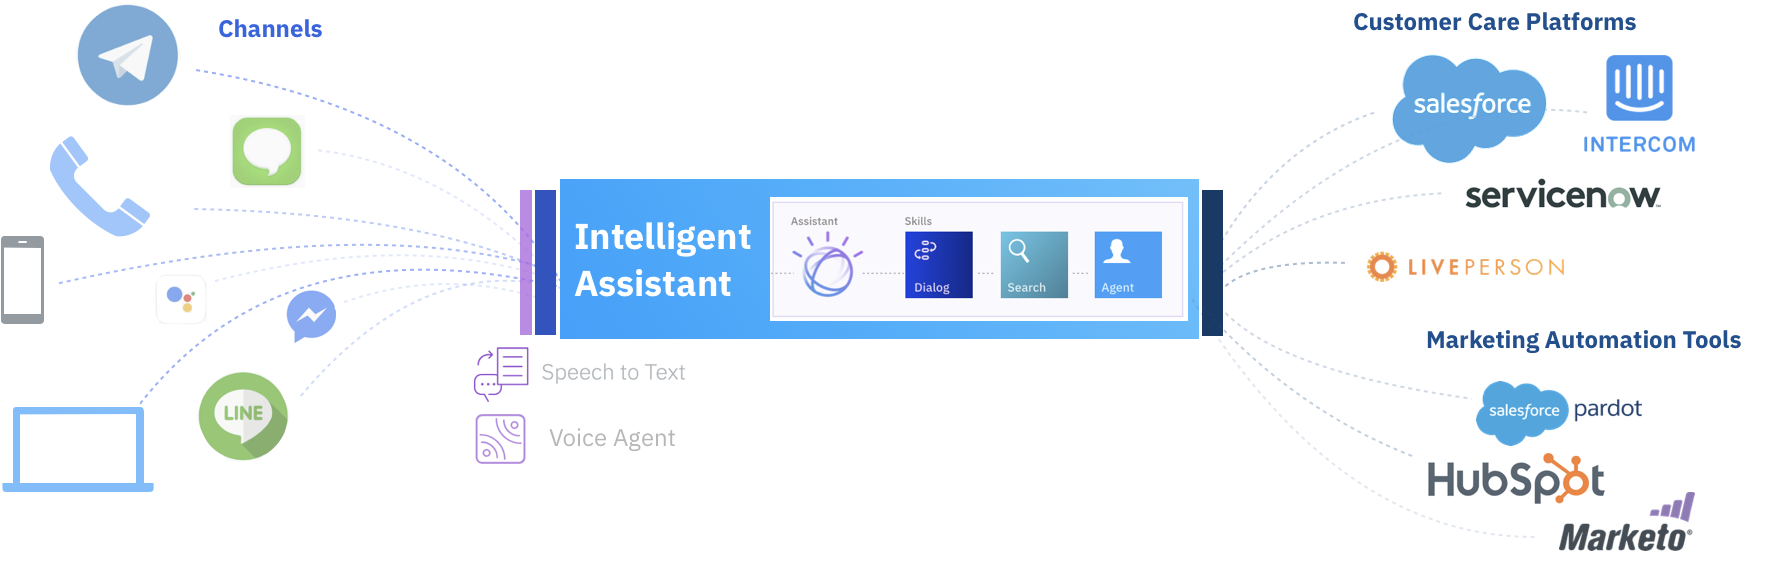 Channels
LINE
Speech to Text
Voice Agent
Intelligent
Assistant
Assistant
Skills
Dialog
Search
Agent
Customer Care Platforms
salesforce
INTERCOM
servicenow™
LIVEPERSON
Marketing Automation Tools
salesforce pardot
HubSpot
Marketo®